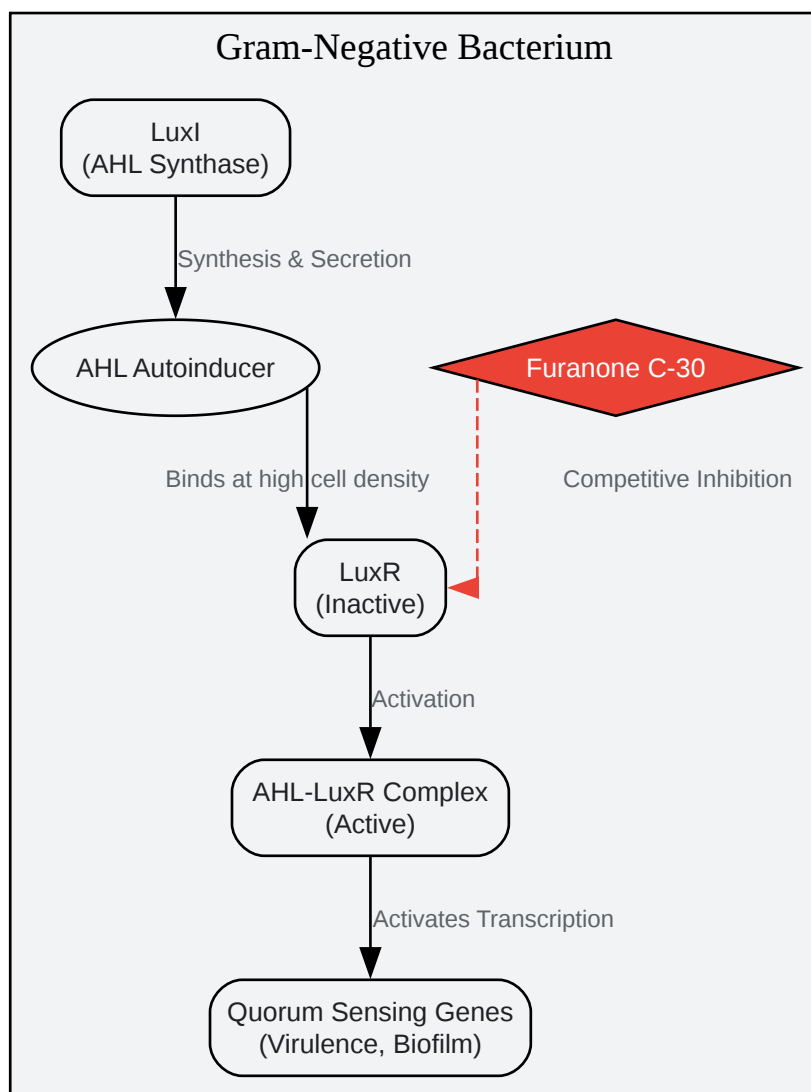 Gram-Negative Bacterium
LuxI
(AHL Synthase)
Synthesis & Secretion
AHL Autoinducer
Furanone C-30
Binds at high cell density
Competitive Inhibition
LuxR
(Inactive)
Activation
AHL-LuxR Complex
(Active)
Activates Transcription
Quorum Sensing Genes
(Virulence, Biofilm)